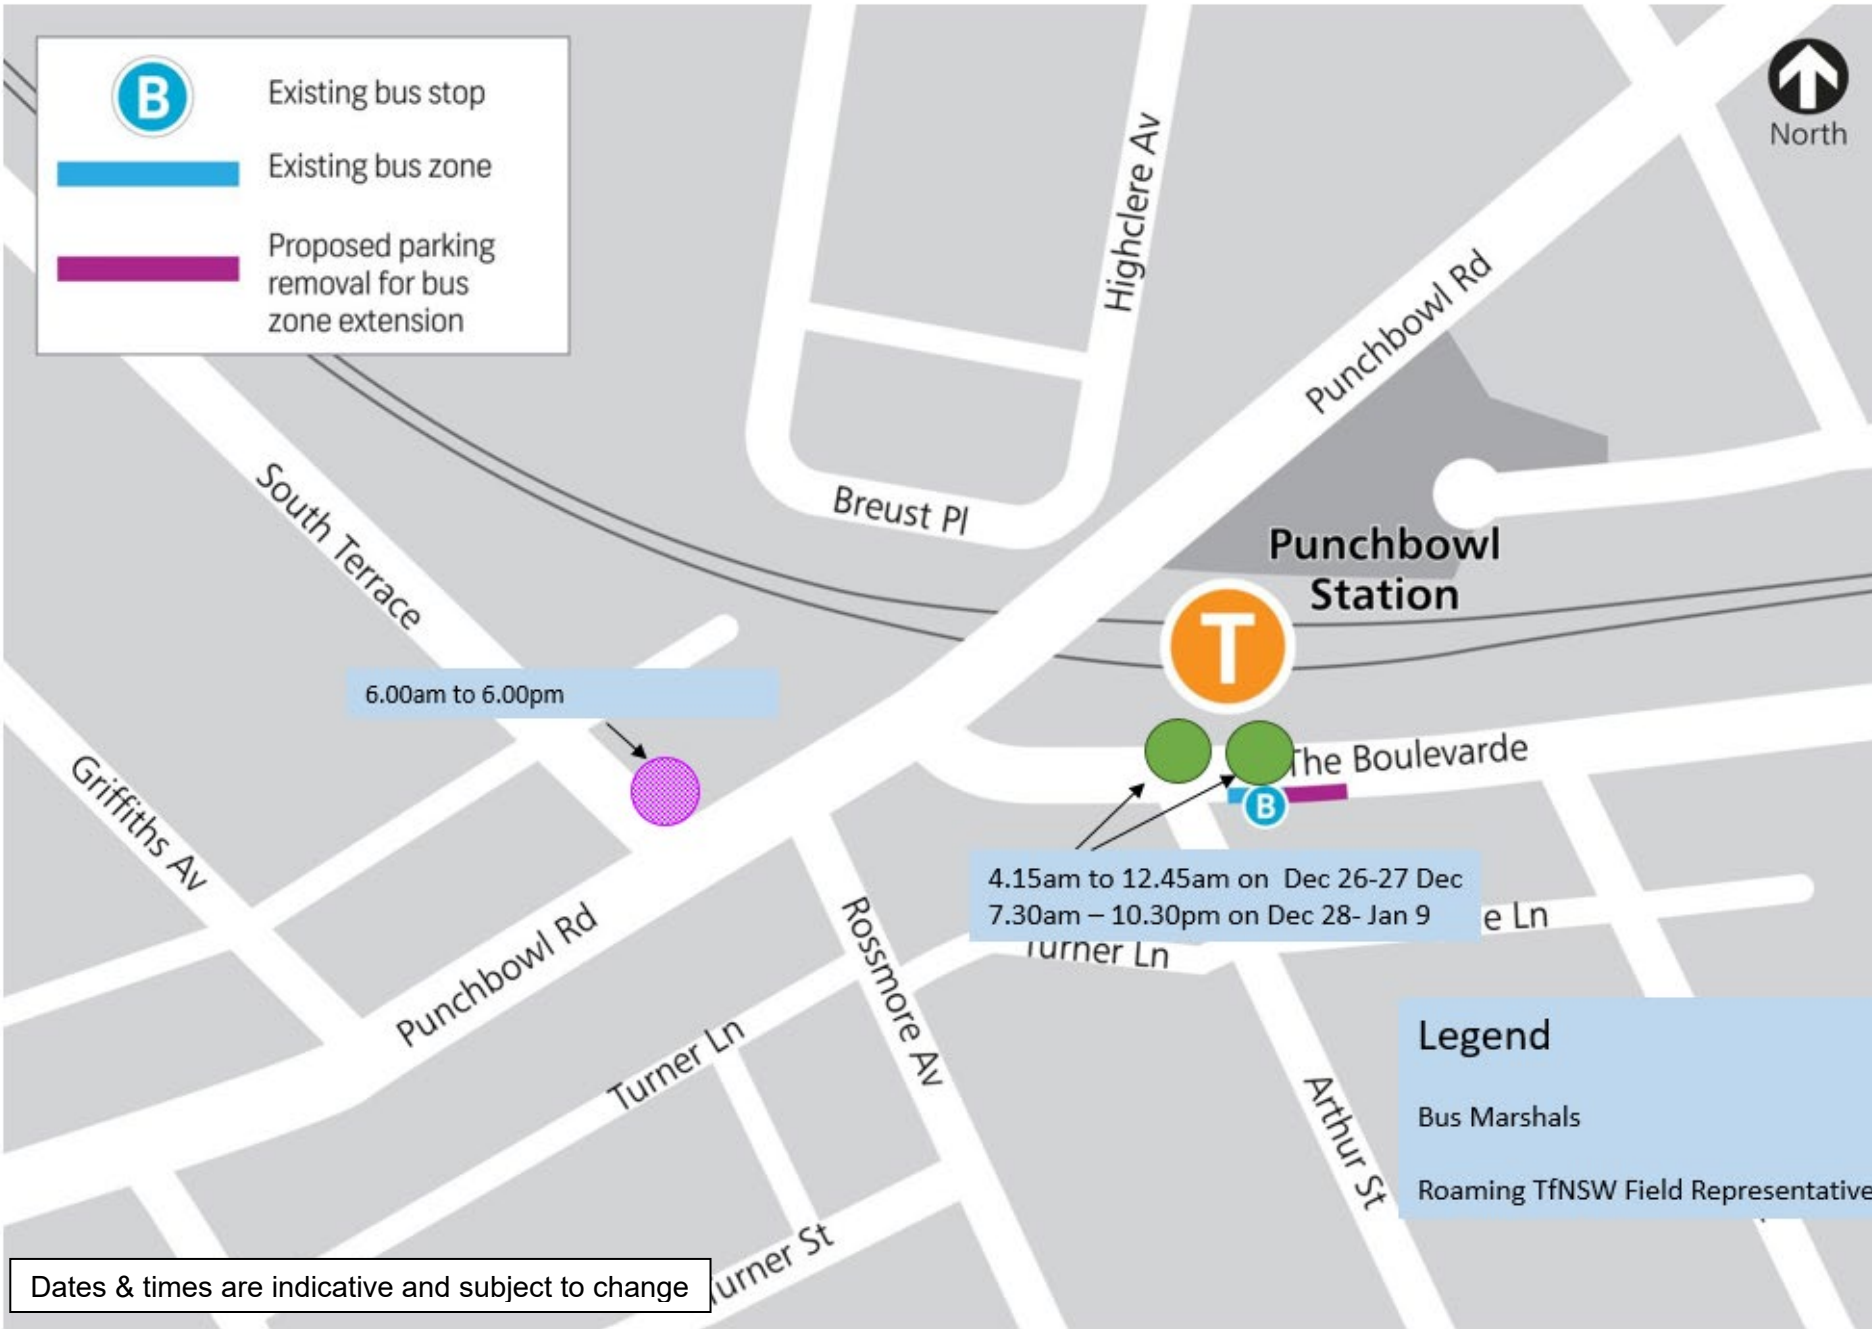 B
Existing bus stop
Existing bus zone
Proposed parking
removal for bus
zone extension
North
Highclere Av
Punchbowl Rd
Breust Pl
South Terrace
Punchbowl
Station
T
6.00am to 6.00pm
The Boulevarde
B
Griffiths Av
4.15am to 12.45am on Dec 26-27 Dec
7.30am – 10.30pm on Dec 28- Jan 9
e Ln
Turner Ln
Punchbowl Rd
Rossmore Av
Turner Ln
Arthur St
Legend
Bus Marshals
Roaming TfNSW Field Representative
Turner St
Dates & times are indicative and subject to change